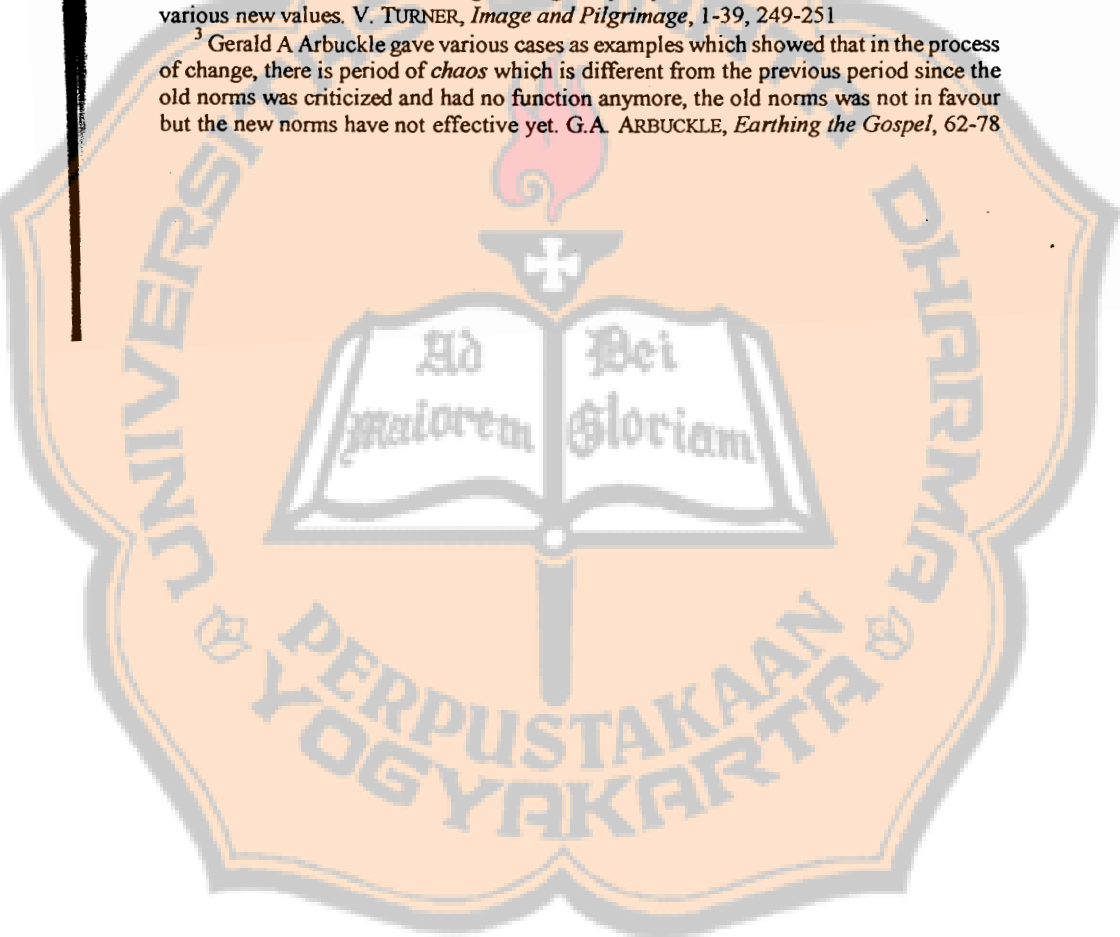 various new values. V. TURNER, Image and Pilgrimage, 1-39, 249-251
3 Gerald A Arbuckle gave various cases as examples which showed that in the process
of change, there is period of chaos which is different from the previous period since the
old norms was criticized and had no function anymore, the old norms was not in favour
but the new norms have not effective yet. G.A. ARBUCKLE, Earthing the Gospel, 62-78
DHARMA
Ad Dei
maiorem Gloriam
PERPUSTAKAAN
YOGYAKARTA